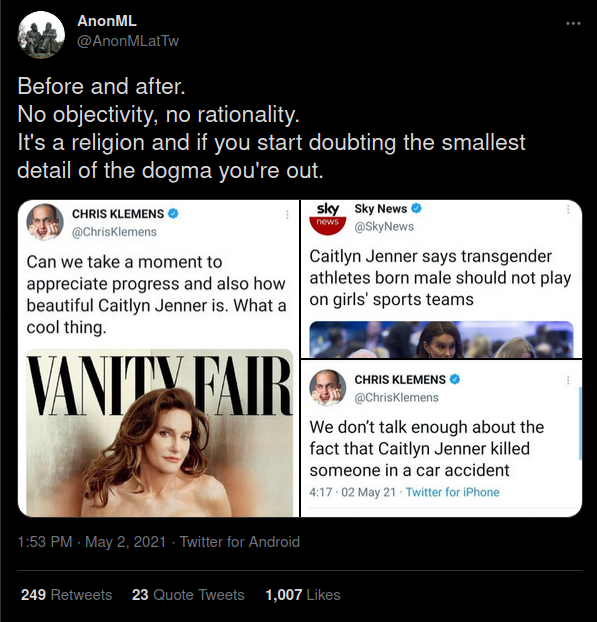 AnonML
@AnonMLatTw
Before and after.
No objectivity, no rationality.
It's a religion and if you start doubting the smallest
detail of the dogma you're out.
CHRIS KLEMENS
@ChrisKlemens
Can we take a moment to
appreciate progress and also how
beautiful Caitlyn Jenner is. What a
cool thing.
VANITY FAIR
sky
news
Sky News
@SkyNews
Caitlyn Jenner says transgender
athletes born male should not play
on girls' sports teams
CHRIS KLEMENS
@ChrisKlemens
We don't talk enough about the
fact that Caitlyn Jenner killed
someone in a car accident
4:17 · 02 May 21 · Twitter for iPhone
1:53 PM · May 2, 2021 · Twitter for Android
249 Retweets 23 Quote Tweets 1,007 Likes